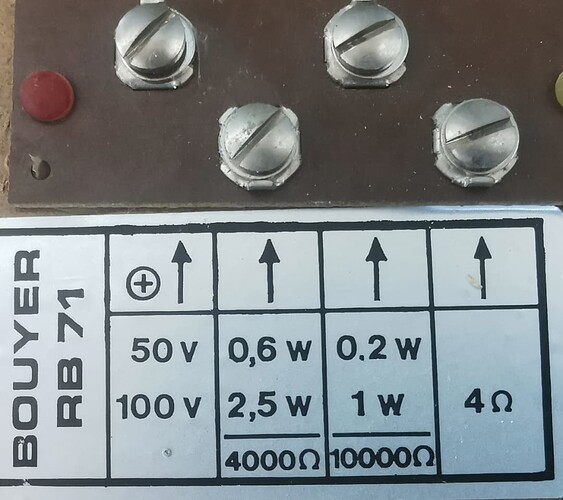 BOUYER
RB 71
⊕ ↑ ↑ ↑ ↑
50 V 0,6 W 0.2 W
100 V 2,5 W 1 W 4Ω
4000Ω 10000Ω